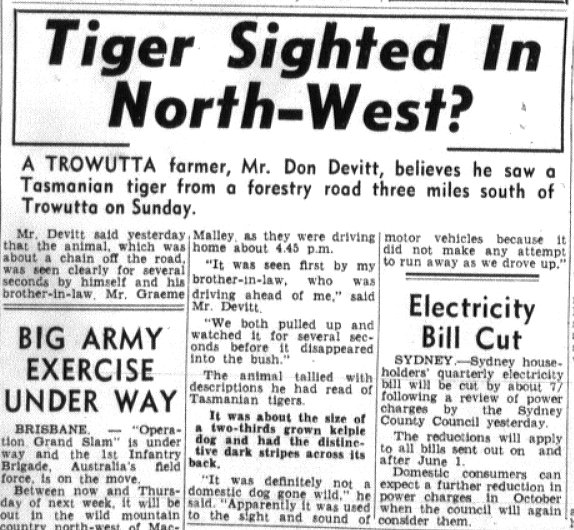 Tiger Sighted In
North-West?
A TROWUTTA farmer, Mr. Don Devitt, believes he saw a
Tasmanian tiger from a forestry road three miles south of
Trowutta on Sunday.
Mr. Devitt said yesterday
that the animal, which was
about a chain off the road,
was seen clearly for several
seconds by himself and his
brother-in-law, Mr. Graeme
Malley, as they were driving
home about 4.45 p.m.
"It was seen first by my
brother-in-law, who was
driving ahead of me," said
Mr. Devitt.
"We both pulled up and
watched it for several sec-
onds before it disappeared
into the bush."
The animal tallied with
descriptions he had read of
Tasmanian tigers.
It was about the size of
a two-thirds grown kelpie
dog and had the distinc-
tive dark stripes across its
back.
"It was definitely not a
domestic dog gone wild," he
said. "Apparently it was used
to the sight and sound of
motor vehicles because it
did not make any attempt
to run away as we drove up."
BIG ARMY
EXERCISE
UNDER WAY
BRISBANE. — "Opera-
tion Grand Slam" is under
way and the 1st Infantry
Brigade, Australia's field
force, is on the move.
Between now and Thurs-
day of next week, it will be
out in the wild mountain
country north-west of Mac-
Electricity
Bill Cut
SYDNEY.—Sydney house-
holders' quarterly electricity
bill will be cut by about 7/
following a review of power
charges by the Sydney
County Council yesterday.
The reductions will apply
to all bills sent out on and
after June 1.
Domestic consumers can
expect a further reduction in
power charges in October
when the council will again
consider them.